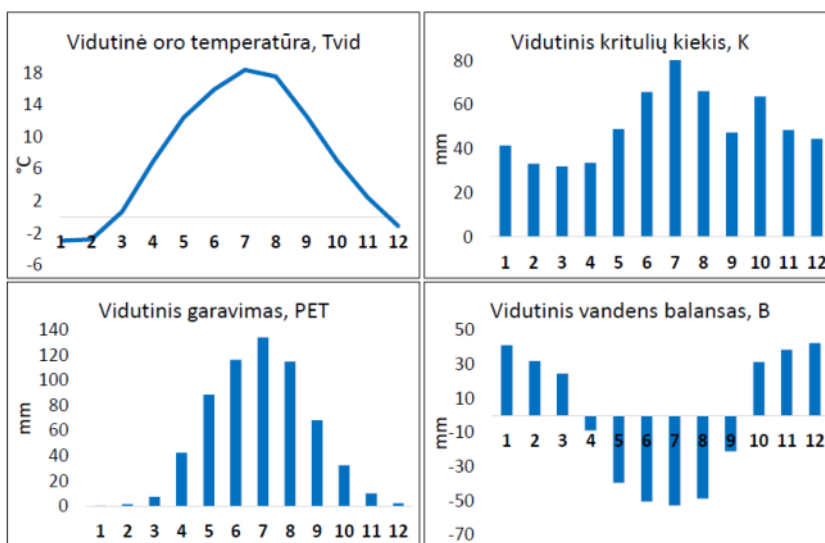 Vidutinė oro temperatūra, Tvid
18
14
10
6
2
-2
-6
°C
1 2 3 4 5 6 7 8 9 10 11 12
Vidutinis kritulių kiekis, K
80
60
40
20
0
mm
1 2 3 4 5 6 7 8 9 10 11 12
Vidutinis garavimas, PET
140
120
100
80
60
40
20
0
mm
1 2 3 4 5 6 7 8 9 10 11 12
Vidutinis vandens balansas, B
50
30
10
-10
-30
-50
-70
mm
1 2 3 4 5 6 7 8 9 10 11 12